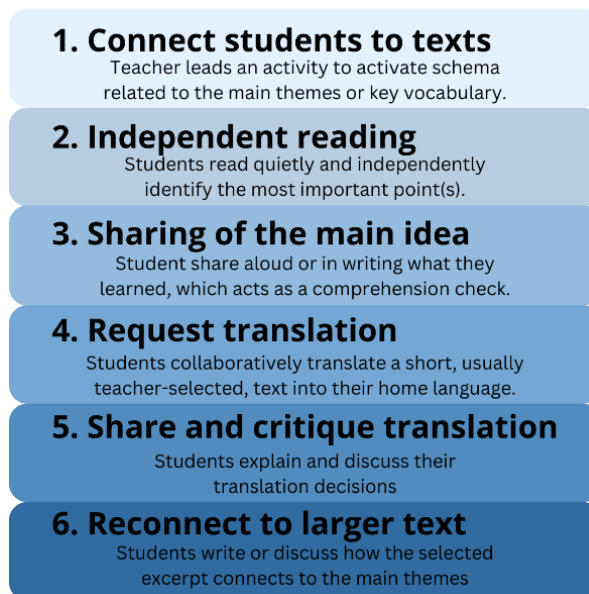 1. Connect students to texts
Teacher leads an activity to activate schema
related to the main themes or key vocabulary.
2. Independent reading
Students read quietly and independently
identify the most important point(s).
3. Sharing of the main idea
Student share aloud or in writing what they
learned, which acts as a comprehension check.
4. Request translation
Students collaboratively translate a short, usually
teacher-selected, text into their home language.
5. Share and critique translation
Students explain and discuss their
translation decisions
6. Reconnect to larger text
Students write or discuss how the selected
excerpt connects to the main themes